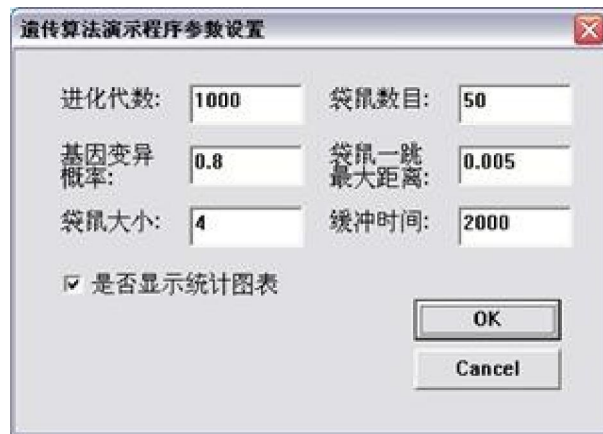 遗传算法演示程序参数设置
进化代数: 1000 袋鼠数目: 50
基因变异 袋鼠一跳
概率: 0.8 最大距离: 0.005
袋鼠大小: 4 缓冲时间: 2000
是否显示统计图表
OK
Cancel